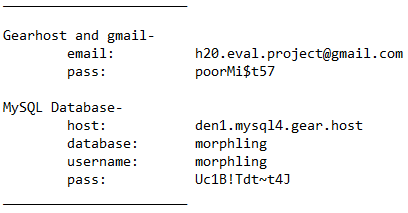 Gearhost and gmail-
email: h20.eval.project@gmail.com
pass: poorMi$t57
MySQL Database-
host: den1.mysql4.gear.host
database: morphling
username: morphling
pass: Uc1B!Tdt~t4J